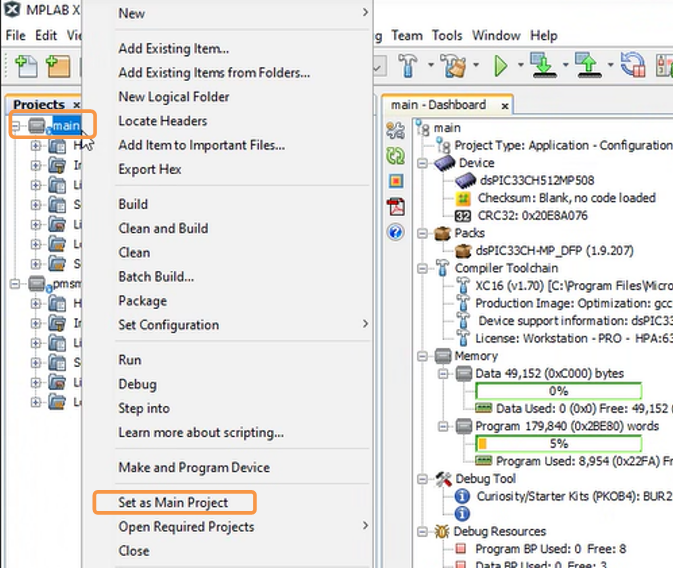 MPLAB X
File Edit Vi
g Team Tools Window Help
Projects
main
H
In
Li
S
Li
L
S
pmsm
H
In
Li
S
Li
L
New
Add Existing Item...
Add Existing Items from Folders...
New Logical Folder
Locate Headers
Add Item to Important Files...
Export Hex
Build
Clean and Build
Clean
Batch Build...
Package
Set Configuration
Run
Debug
Step into
Learn more about scripting...
Make and Program Device
Set as Main Project
Open Required Projects
Close
main - Dashboard
main
Project Type: Application - Configuration
Device
dsPIC33CH512MP508
Checksum: Blank, no code loaded
32 CRC32: 0x20E8A076
Packs
dsPIC33CH-MP_DFP (1.9.207)
Compiler Toolchain
XC16 (v1.70) [C:\Program Files\Micro
Production Image: Optimization: gcc
Device support information: dsPI
License: Workstation - PRO - HPA:63
Memory
Data 49,152 (0xC000) bytes
0%
Data Used: 0 (0x0) Free: 49,152
Program 179,840 (0x2BE80) words
5%
Program Used: 8,954 (0x22FA) F
Debug Tool
Curiosity/Starter Kits (PKOB4): BUR2
Debug Resources
Program BP Used: 0 Free: 8
Data BP Used: 0 Free: 3